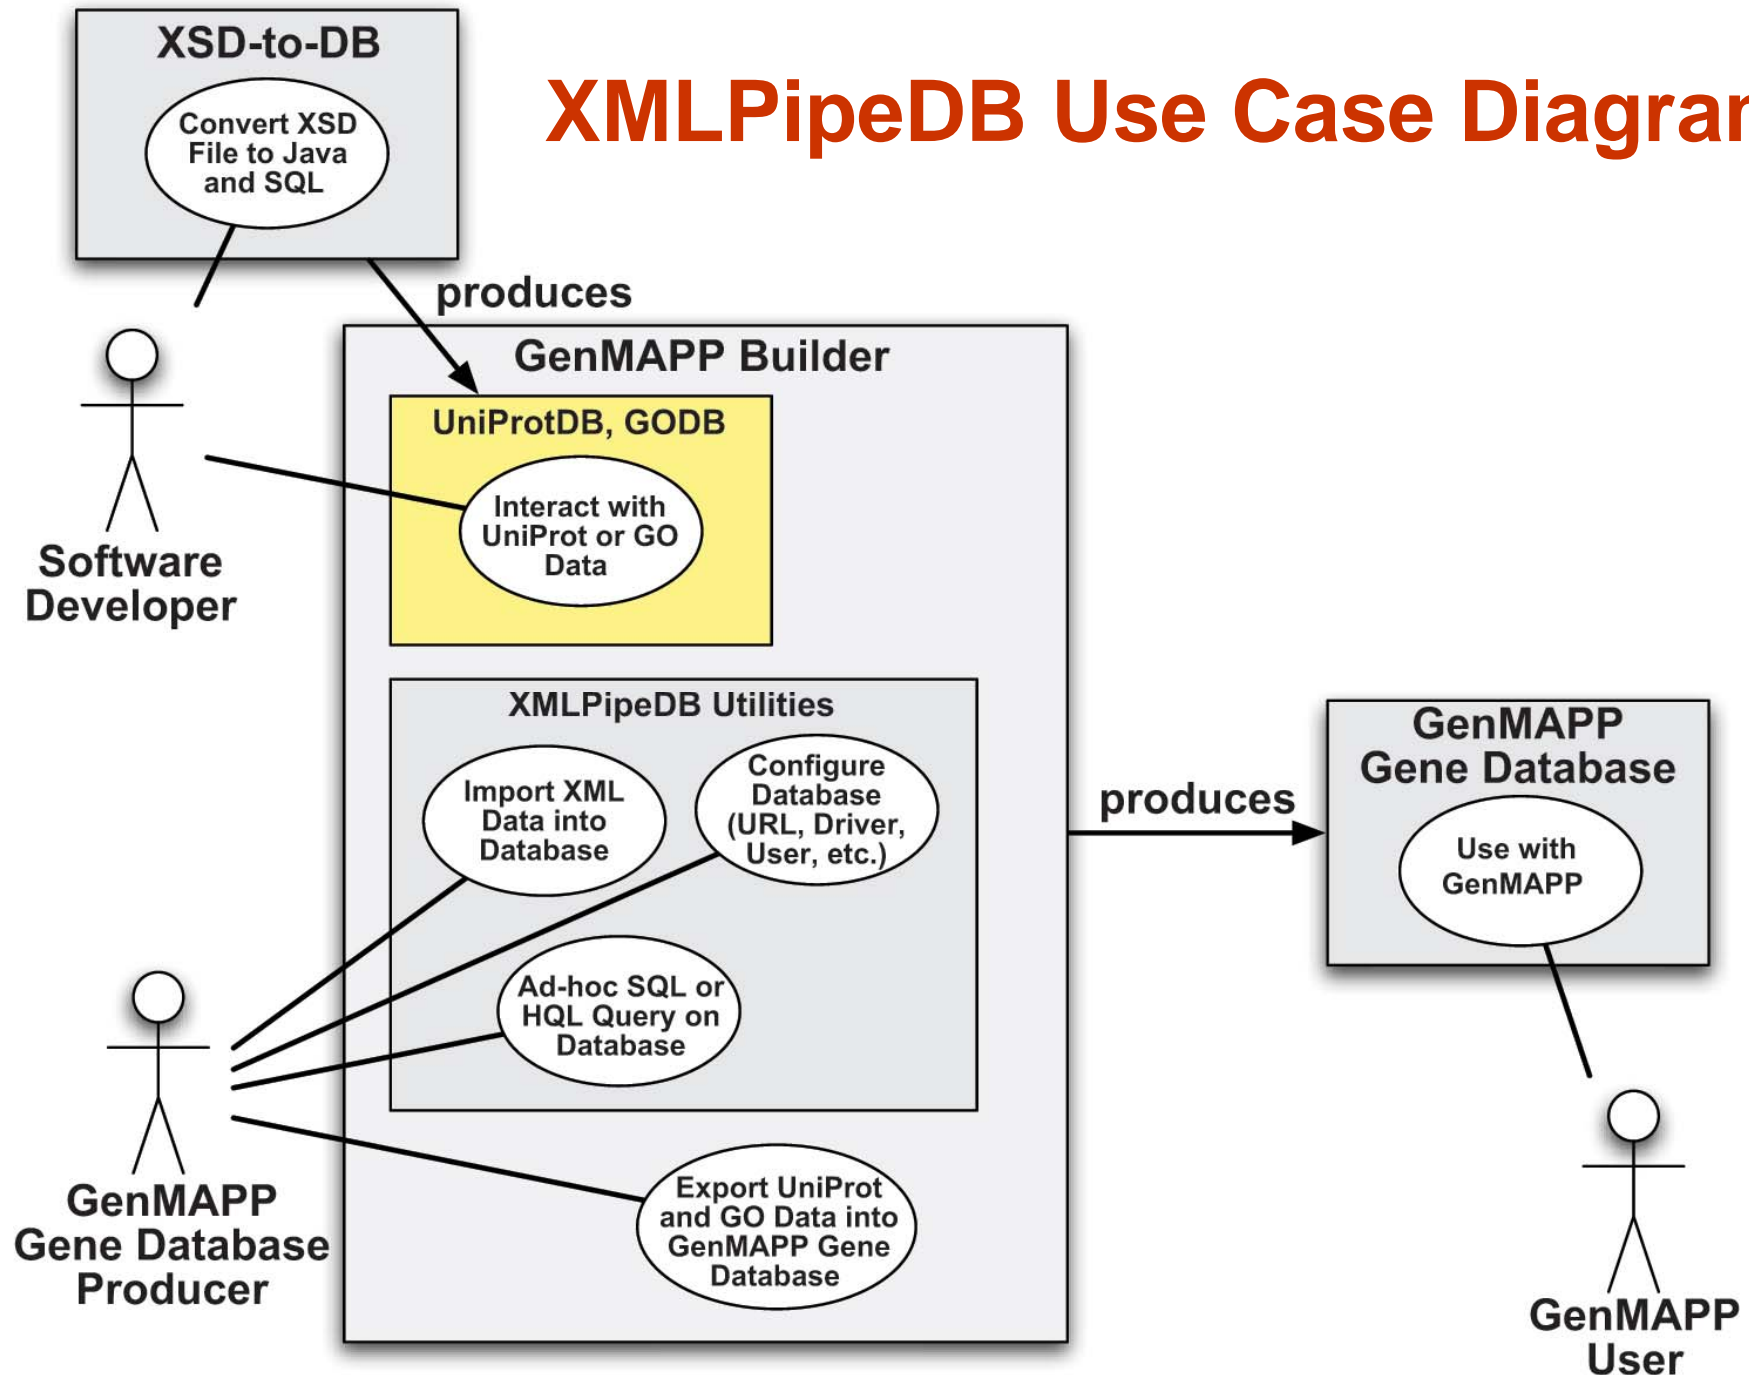 XSD-to-DB
Convert XSD
File to Java
and SQL
XMLPipeDB Use Case Diagram
produces
GenMAPP Builder
UniProtDB, GODB
Interact with
UniProt or GO
Data
Software
Developer
XMLPipeDB Utilities
Import XML
Data into
Database
Configure
Database
(URL, Driver,
User, etc.)
Ad-hoc SQL or
HQL Query on
Database
Export UniProt
and GO Data into
GenMAPP Gene
Database
GenMAPP
Gene Database
Producer
produces
GenMAPP
Gene Database
Use with
GenMAPP
GenMAPP
User